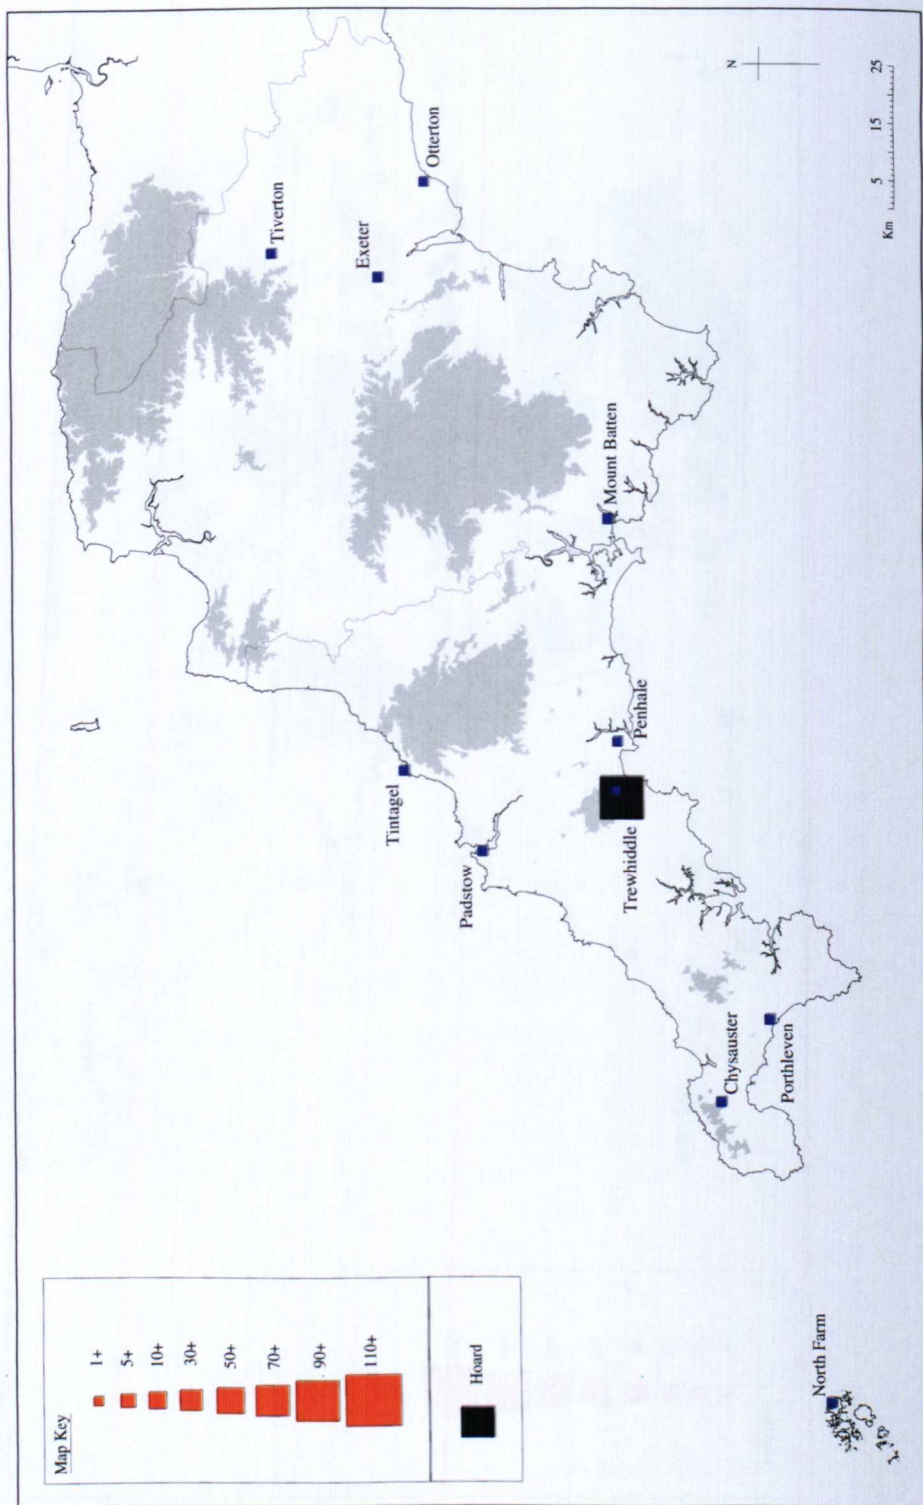 Map Key
1+
5+
10+
30+
50+
70+
90+
110+
Hoard
North Farm
Chysauster
Porthleven
Padstow
Tintagel
Trewhiddle
Penhale
Mount Batten
Exeter
Tiverton
Otterton
N
Km
5
15
25